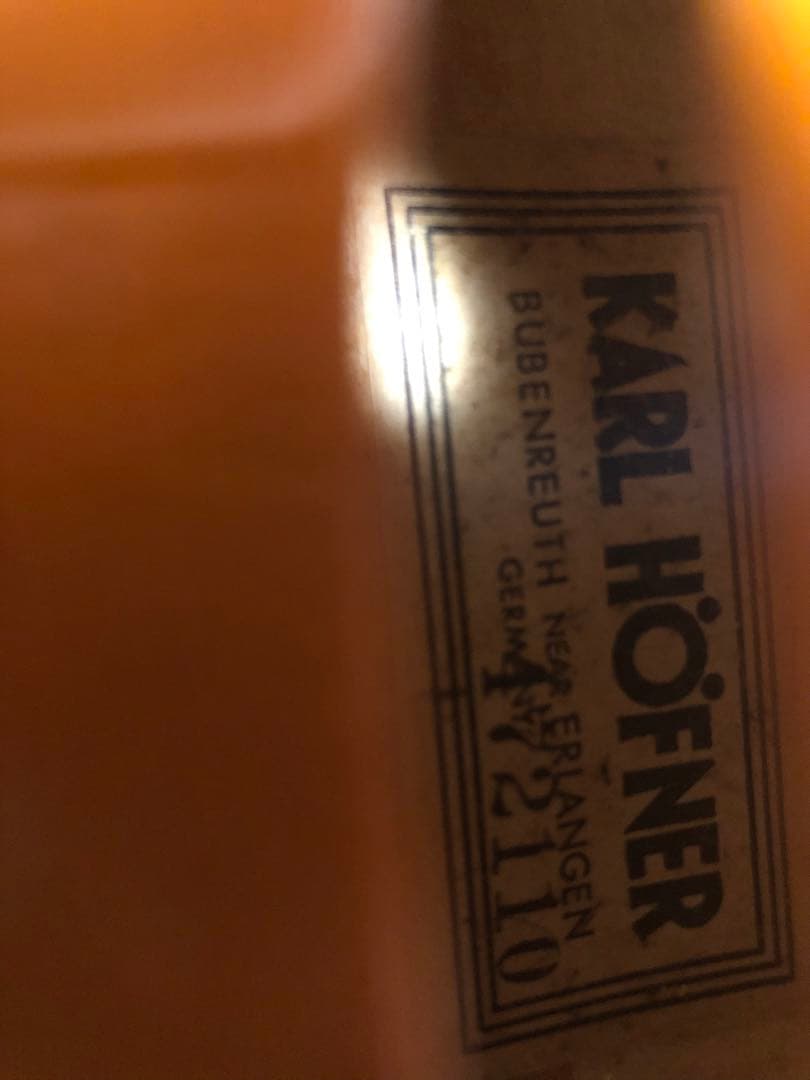 KARL HÖFNER
BUBENREUTH NEAR ERLANGEN
GERMANY
472110